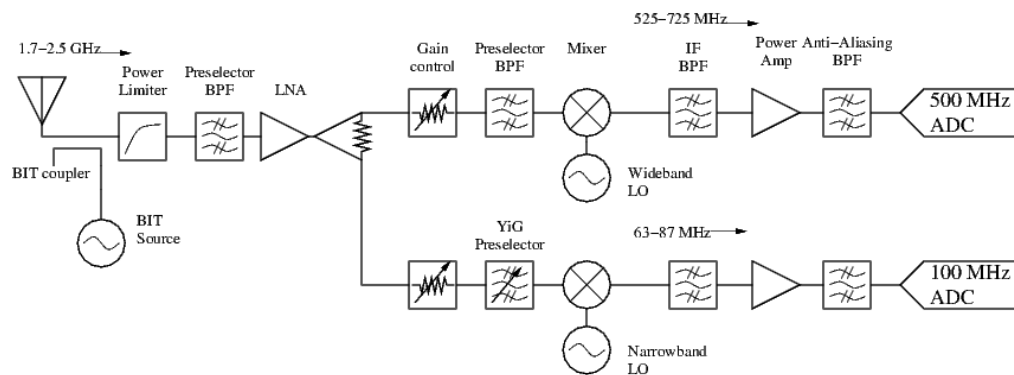 525-725 MHz
1.7-2.5 GHz
Gain
control
Preselector
BPF
Mixer
IF
BPF
Power
Amp
Anti-Aliasing
BPF
Power
Limiter
Preselector
BPF
LNA
500 MHz
ADC
BIT coupler
Wideband
LO
BIT
Source
YiG
Preselector
63-87 MHz
100 MHz
ADC
Narrowband
LO